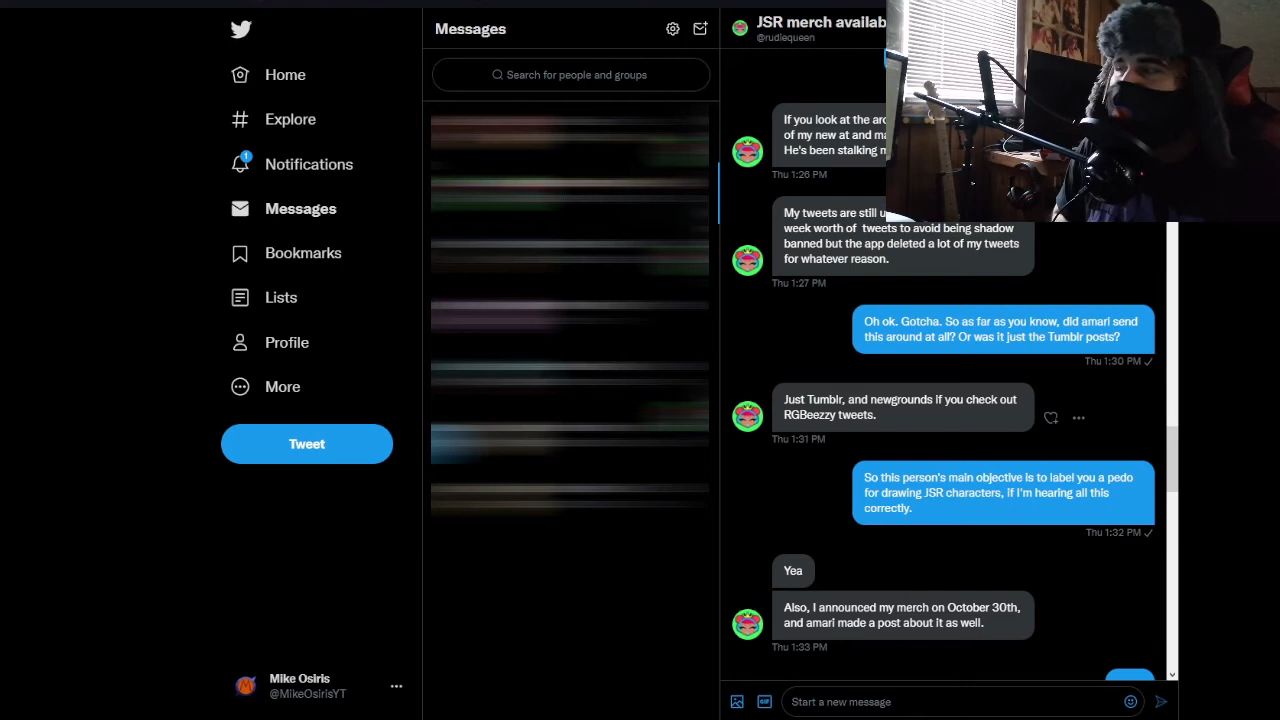 Home
Explore
1
Notifications
Messages
Bookmarks
Lists
Profile
More
Tweet
Mike Osiris
@MikeOsirisYT
Messages
Search for people and groups
JSR merch availab
@rudiequeen
If you look at the
of my new at and
He's been stalking
Thu 1:26 PM
My tweets are still
week worth of tweets to avoid being shadow
banned but the app deleted a lot of my tweets
for whatever reason.
Thu 1:27 PM
Oh ok. Gotcha. So as far as you know, did amari send
this around at all? Or was it just the Tumblr posts?
Thu 1:30 PM
Just Tumblr, and newgrounds if you check out
RGBeezzy tweets.
Thu 1:31 PM
So this person's main objective is to label you a pedo
for drawing JSR characters, if I'm hearing all this
correctly.
Thu 1:32 PM
Yea
Also, I announced my merch on October 30th,
and amari made a post about it as well.
Thu 1:33 PM
GIF
Start a new message